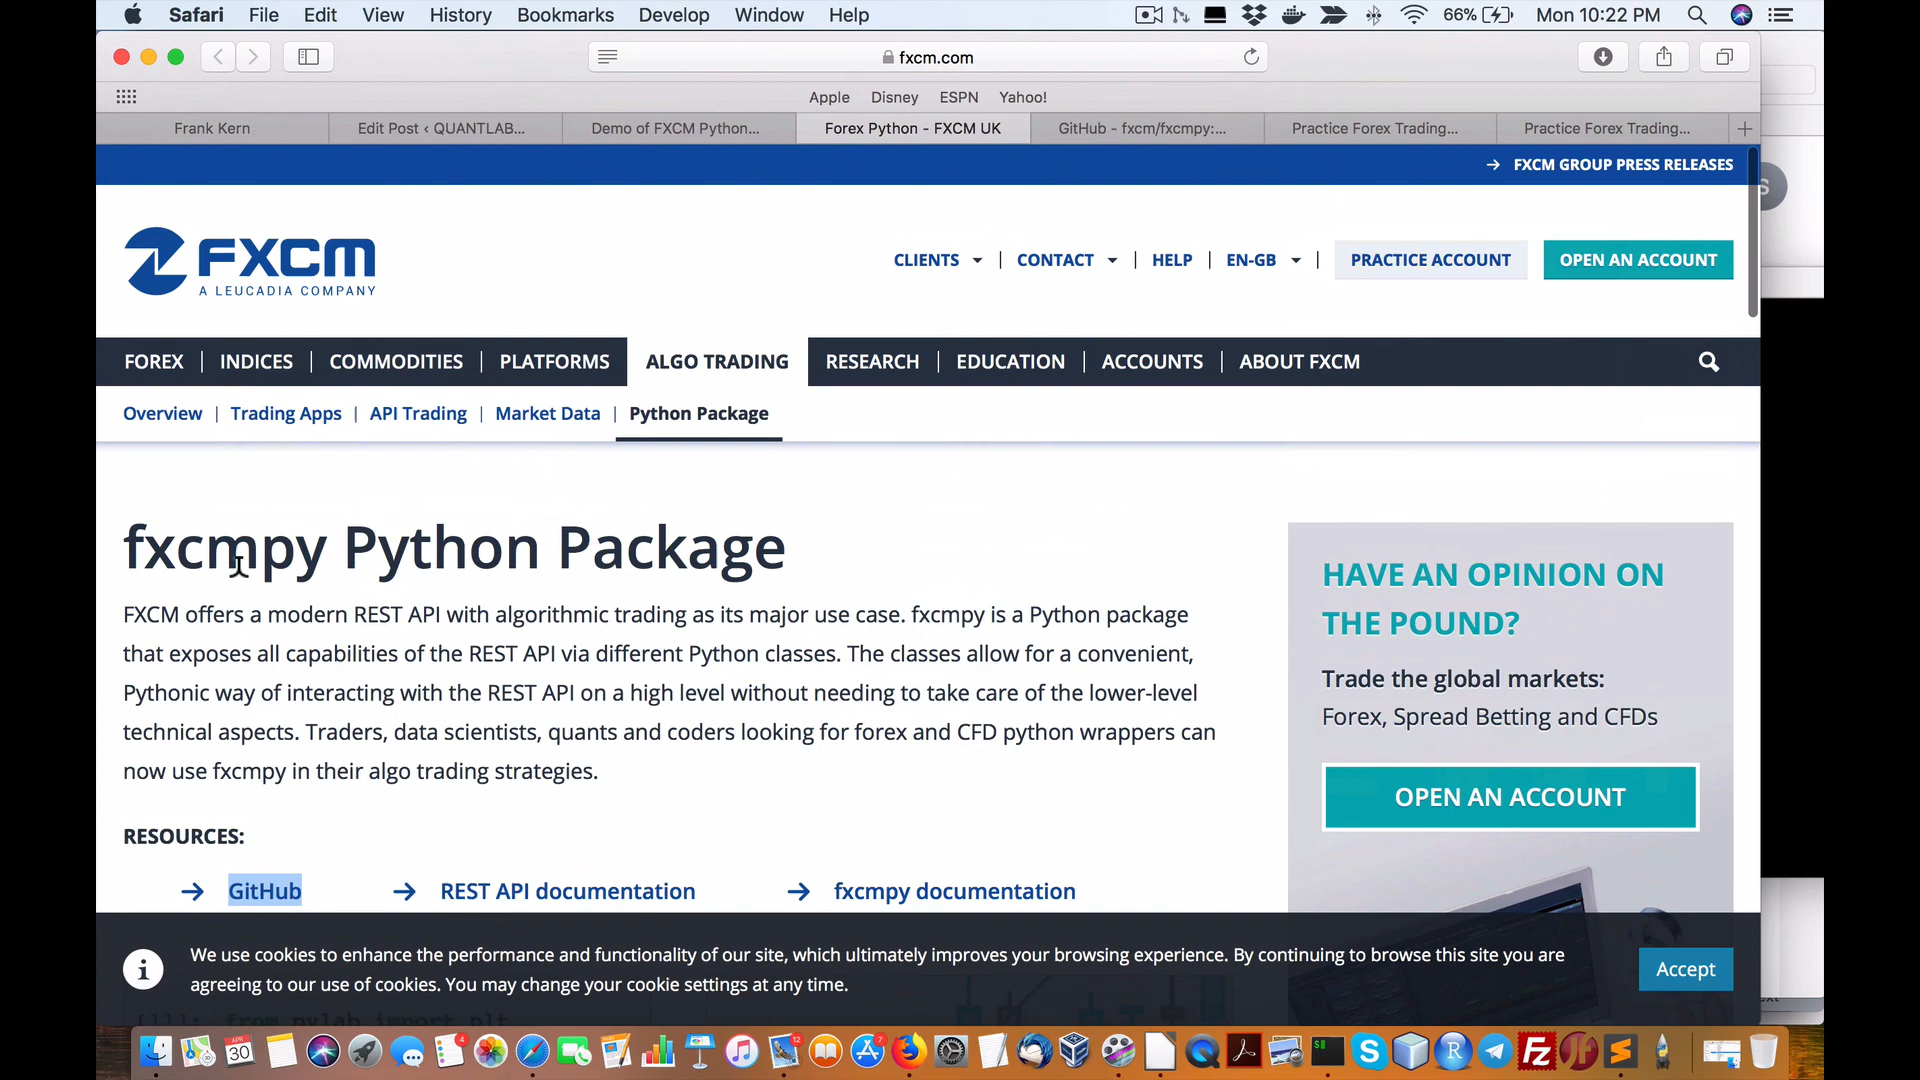 Safari File Edit View History Bookmarks Develop Window Help 66% Mon 10:22 PM
fxcm.com
Apple Disney ESPN Yahoo!
Frank Kern Edit Post ‹ QUANTLAB... Demo of FXCM Python... Forex Python - FXCM UK GitHub - fxcm/fxcmpy:... Practice Forex Trading... Practice Forex Trading...
→ FXCM GROUP PRESS RELEASES
S
FXCM
A LEUCADIA COMPANY
CLIENTS | CONTACT | HELP | EN-GB | PRACTICE ACCOUNT OPEN AN ACCOUNT
FOREX | INDICES | COMMODITIES | PLATFORMS ALGO TRADING RESEARCH | EDUCATION | ACCOUNTS | ABOUT FXCM
Overview | Trading Apps | API Trading | Market Data | Python Package
fxcmpy Python Package
FXCM offers a modern REST API with algorithmic trading as its major use case. fxcmpy is a Python package
that exposes all capabilities of the REST API via different Python classes. The classes allow for a convenient,
Pythonic way of interacting with the REST API on a high level without needing to take care of the lower-level
technical aspects. Traders, data scientists, quants and coders looking for forex and CFD python wrappers can
now use fxcmpy in their algo trading strategies.
RESOURCES:
→ GitHub → REST API documentation → fxcmpy documentation
HAVE AN OPINION ON
THE POUND?
Trade the global markets:
Forex, Spread Betting and CFDs
OPEN AN ACCOUNT
We use cookies to enhance the performance and functionality of our site, which ultimately improves your browsing experience. By continuing to browse this site you are
agreeing to our use of cookies. You may change your cookie settings at any time.
Accept
from pylab import plt
APR
30
4
12
7
$
S
R
Fz